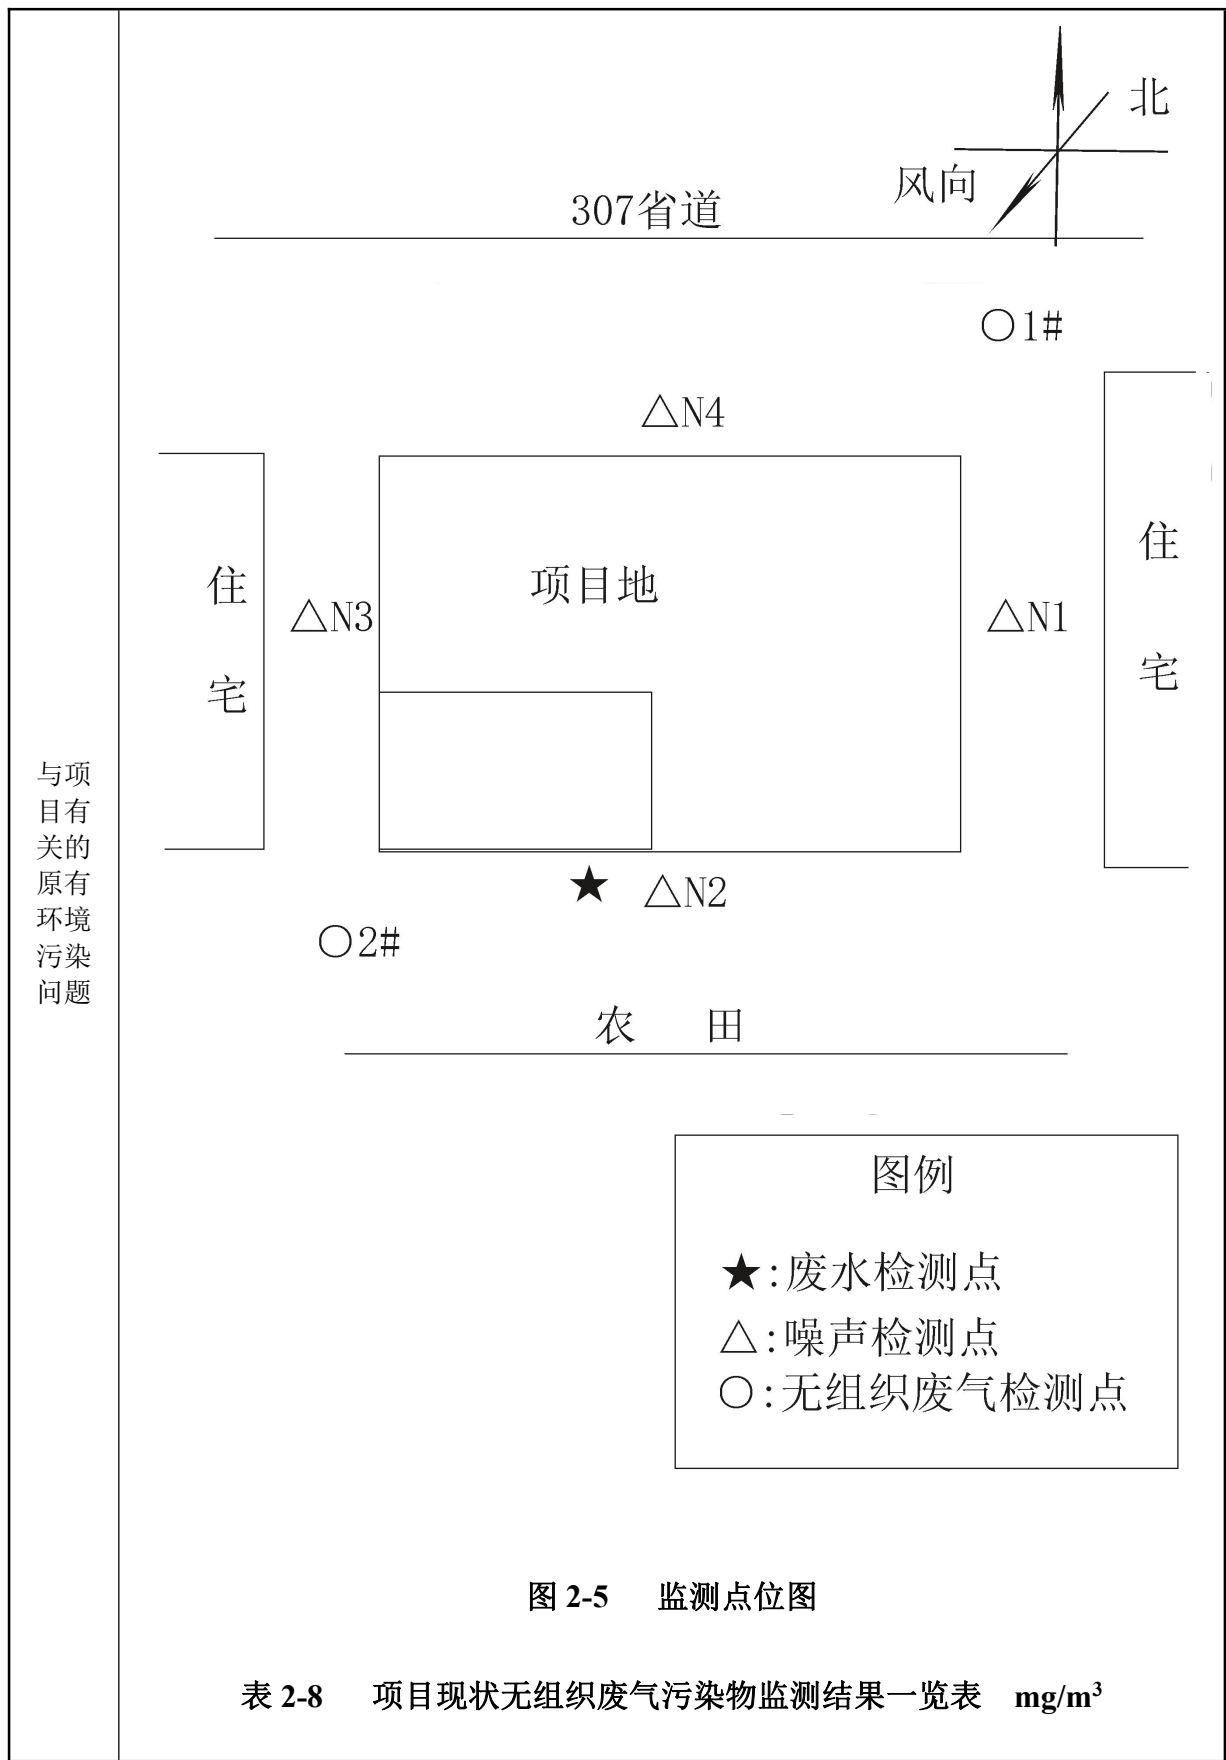 北
风向
307省道
○1#
△N4
住
宅
项目地
△N3
△N1
住
宅
与项
目有
关的
原有
环境
污染
问题
★
△N2
○2#
农 田
图例
★:废水检测点
△:噪声检测点
○:无组织废气检测点
图 2-5 监测点位图
表 2-8 项目现状无组织废气污染物监测结果一览表 mg/m³